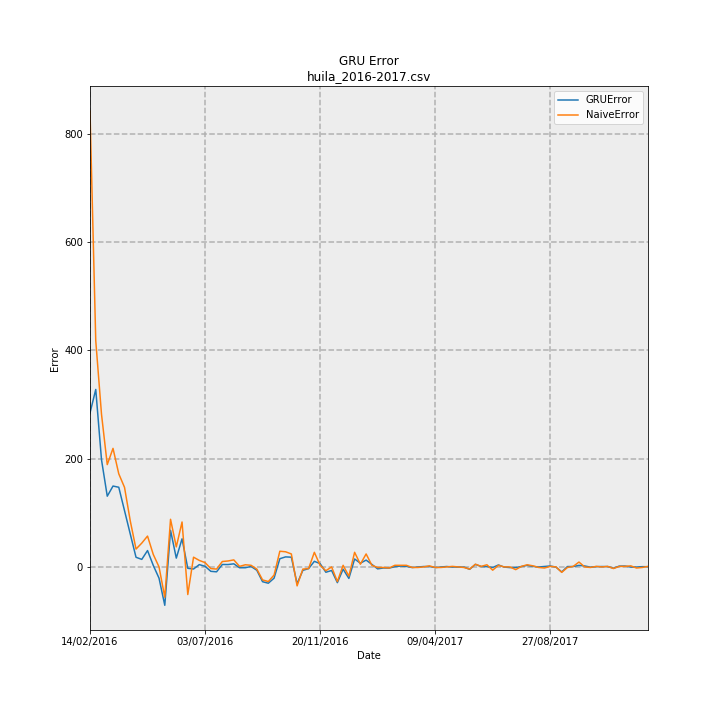 GRU Error
huila_2016-2017.csv
GRUError
NaiveError
800
600
400
200
0
Error
14/02/2016 03/07/2016 20/11/2016 09/04/2017 27/08/2017
Date